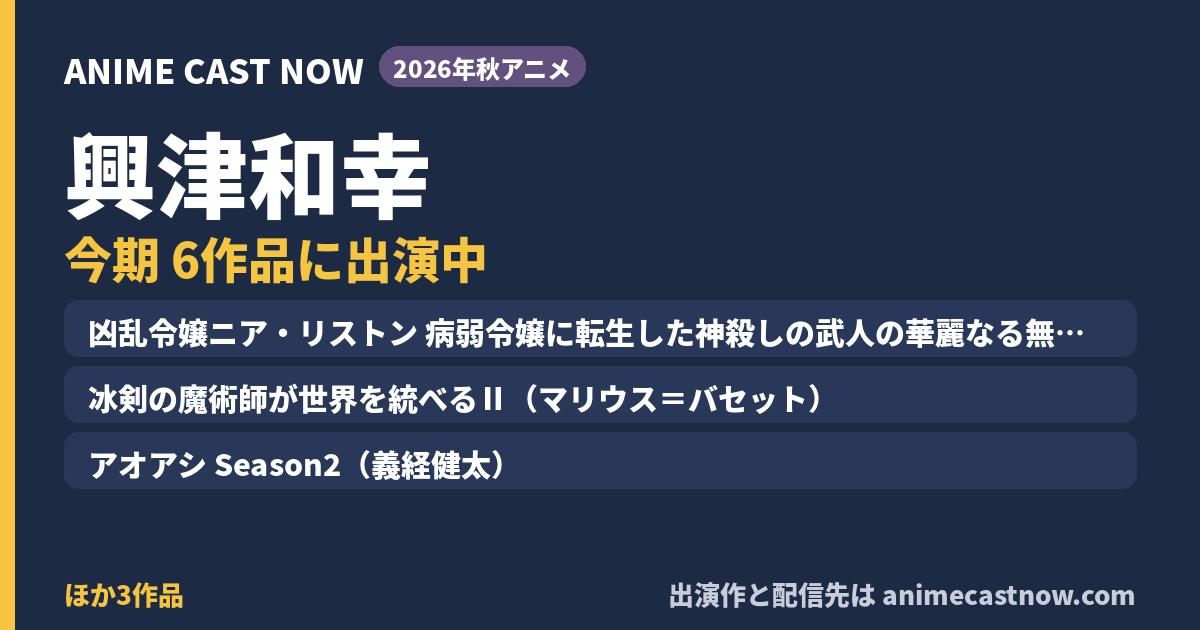 ANIME CAST NOW 2026年秋アニメ
興津和幸
今期 6作品に出演中
凶乱令嬢ニア・リストン 病弱令嬢に転生した神殺しの武人の華麗なる無…
冰剣の魔術師が世界を統べるⅡ（マリウス＝バセット）
アオアシ Season2（義経健太）
ほか3作品
出演作と配信先は animecastnow.com